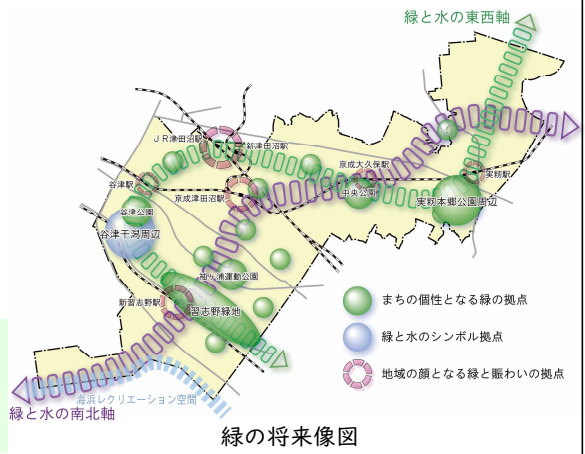 緑と水の東西軸
ＪＲ津田沼駅
新津田沼駅
京成大久保駅
谷津駅
実籾駅
京成津田沼駅
中央公園
谷津公園
実籾本郷公園周辺
谷津干潟周辺
袖ヶ浦運動公園
新習志野駅
習志野緑地
まちの個性となる緑の拠点
緑と水のシンボル拠点
地域の顔となる緑と賑わいの拠点
海浜レクリエーション空間
緑と水の南北軸
緑の将来像図